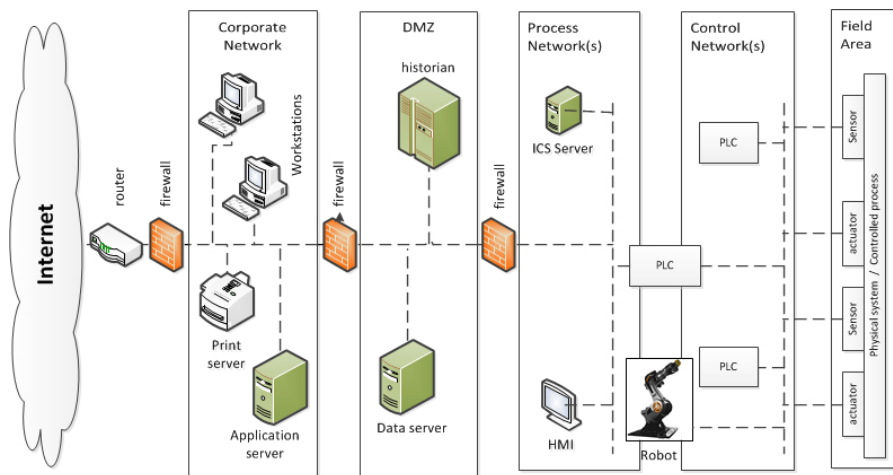 Corporate
Network
DMZ
Process
Network(s)
Control
Network(s)
Field
Area
Internet
router
firewall
Workstations
Print
server
Application
server
firewall
historian
Data server
firewall
ICS Server
HMI
PLC
Robot
PLC
PLC
Sensor
actuator
Sensor
actuator
Physical system / Controlled process